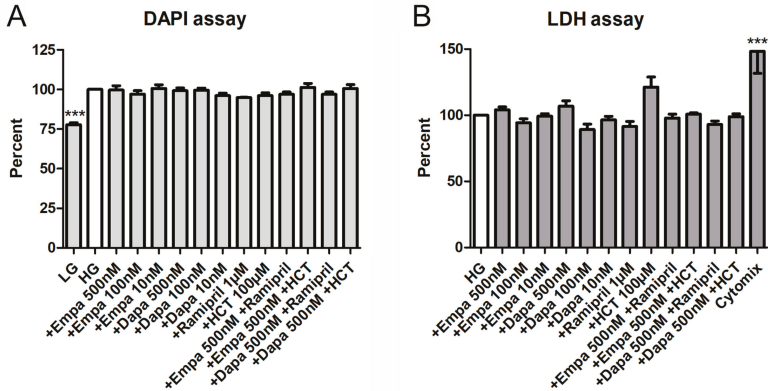 A
DAPI assay
Percent
125
100
75
50
25
0
***
LG
HG
+Empa 500nM
+Empa 100nM
+Empa 10nM
+Dapa 500nM
+Dapa 100nM
+Dapa 10nM
+Ramipril 1µM
+HCT 100µM
+Empa 500nM +Ramipril
+Empa 500nM +HCT
+Dapa 500nM +Ramipril
+Dapa 500nM +HCT
B
LDH assay
Percent
150
100
50
0
***
HG
+Empa 500nM
+Empa 100nM
+Empa 10nM
+Dapa 500nM
+Dapa 100nM
+Dapa 10nM
+Ramipril 1µM
+HCT 100µM
+Empa 500nM +Ramipril
+Empa 500nM +HCT
+Dapa 500nM +Ramipril
+Dapa 500nM +HCT
Cytomix